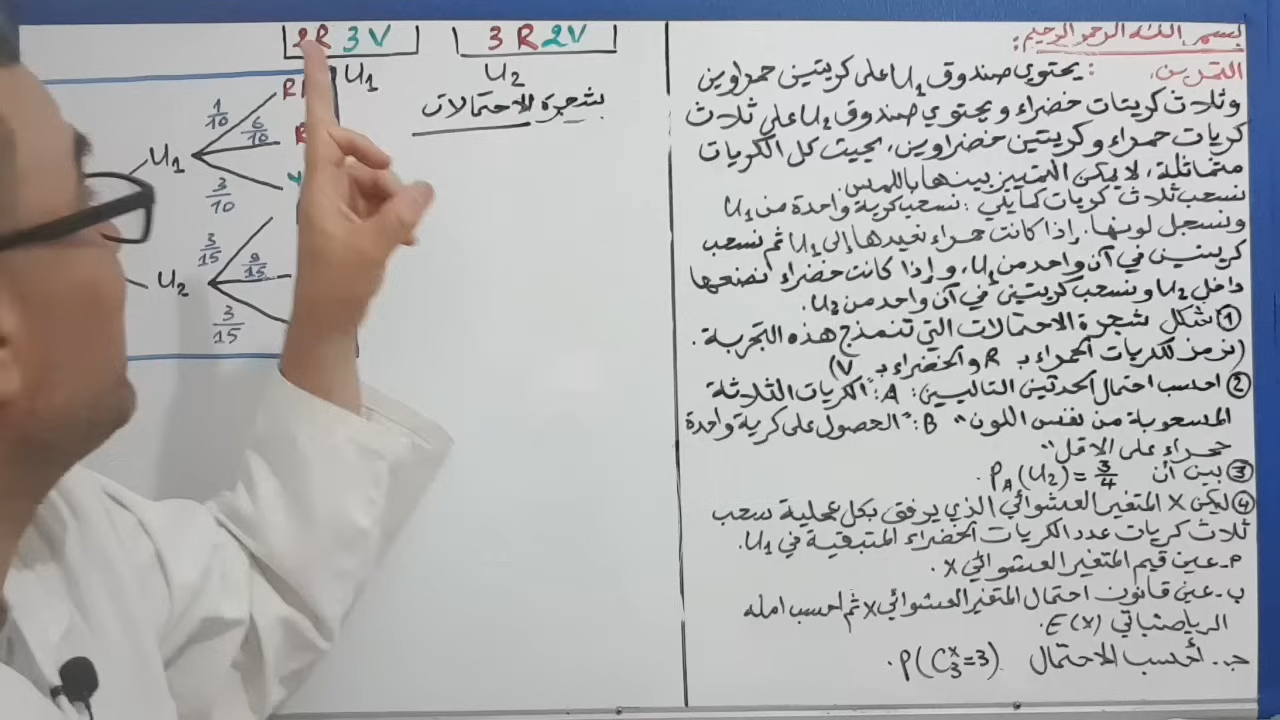 بسم الله الرحمن الرحيم:
التمرين: يحتوي صندوق U₁ على كريتين حمراوين
وثلاث كريات خضراء ويحتوي صندوق U₂ على ثلاث
كريات حمراء وكريتين خضراوين، بحيث كل الكريات
متماثلة، لا يمكن التمييز بينها باللمس.
نسحب ثلاث كريات كمايلي: نسحب كرية واحدة من U₁
ونسجل لونها. إذا كانت حمراء نعيدها إلى U₁ ثم نسحب
كريتين في آن واحد من U₁، وإذا كانت خضراء نضعها
داخل U₂ ونسحب كريتين في آن واحد من U₂.
① شكل شجرة الاحتمالات التي تنمذج هذه التجربة.
(نرمز للكريات الحمراء بـ R والخضراء بـ V)
② احسب احتمال الحدثين التاليين: A: "الكريات الثلاثة
المسحوبة من نفس اللون" B: "الحصول على كرية واحدة
حمراء على الاقل"
③ بين أن P_A(U₂) = 3/4.
④ ليكن X المتغير العشوائي الذي يرفق بكل عملية سحب
ثلاث كريات عدد الكريات الخضراء المتبقية في U₁.
أ- عين قيم المتغير العشوائي X.
ب- عين قانون احتمال المتغير العشوائي X ثم احسب امله
الرياضياتي E(X).
ج- أحسب الاحتمال P(C₃ˣ=3).
2R 3V
3 R 2V
U₁
U₂
شجرة الاحتمالات
R
1/10
6/10
U₁
3/10
3/15
9/15
U₂
3/15